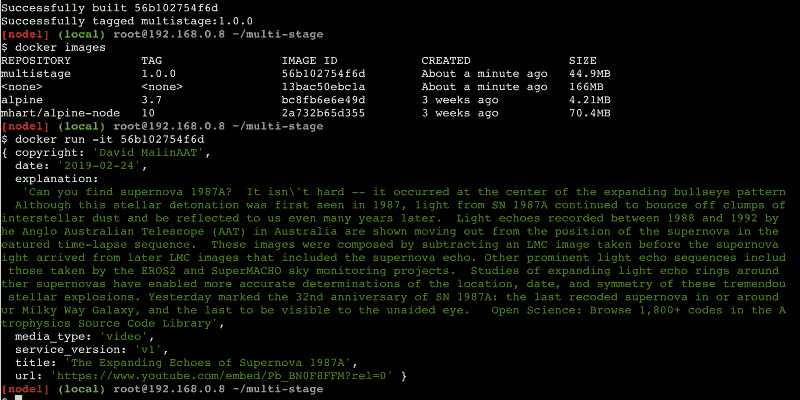 Successfully built 56b102754f6d
Successfully tagged multistage:1.0.0
[node1] (local) root@192.168.0.8 ~/multi-stage
$ docker images
REPOSITORY TAG IMAGE ID CREATED SIZE
multistage 1.0.0 56b102754f6d About a minute ago 44.9MB
<none> <none> 13bac50ebc1a About a minute ago 166MB
alpine 3.7 bc8fb6e6e49d 3 weeks ago 4.21MB
mhart/alpine-node 10 2a732b65d355 3 weeks ago 70.4MB
[node1] (local) root@192.168.0.8 ~/multi-stage
$ docker run -it 56b102754f6d
{ copyright: 'David MalinAAT',
date: '2019-02-24',
explanation:
'Can you find supernova 1987A?  It isn\'t hard -- it occurred at the center of the expanding bullseye pattern
Although this stellar detonation was first seen in 1987, light from SN 1987A continued to bounce off clumps of
interstellar dust and be reflected to us even many years later.  Light echoes recorded between 1988 and 1992 by
he Anglo Australian Telescope (AAT) in Australia are shown moving out from the position of the supernova in the
eatured time-lapse sequence.  These images were composed by subtracting an LMC image taken before the supernova
ight arrived from later LMC images that included the supernova echo. Other prominent light echo sequences includ
those taken by the EROS2 and SuperMACHO sky monitoring projects.  Studies of expanding light echo rings around
ther supernovas have enabled more accurate determinations of the location, date, and symmetry of these tremendou
stellar explosions. Yesterday marked the 32nd anniversary of SN 1987A: the last recoded supernova in or around
ur Milky Way Galaxy, and the last to be visible to the unaided eye.   Open Science: Browse 1,800+ codes in the A
trophysics Source Code Library',
media_type: 'video',
service_version: 'v1',
title: 'The Expanding Echoes of Supernova 1987A',
url: 'https://www.youtube.com/embed/Pb_BN0F8FFM?rel=0' }
[node1] (local) root@192.168.0.8 ~/multi-stage
$